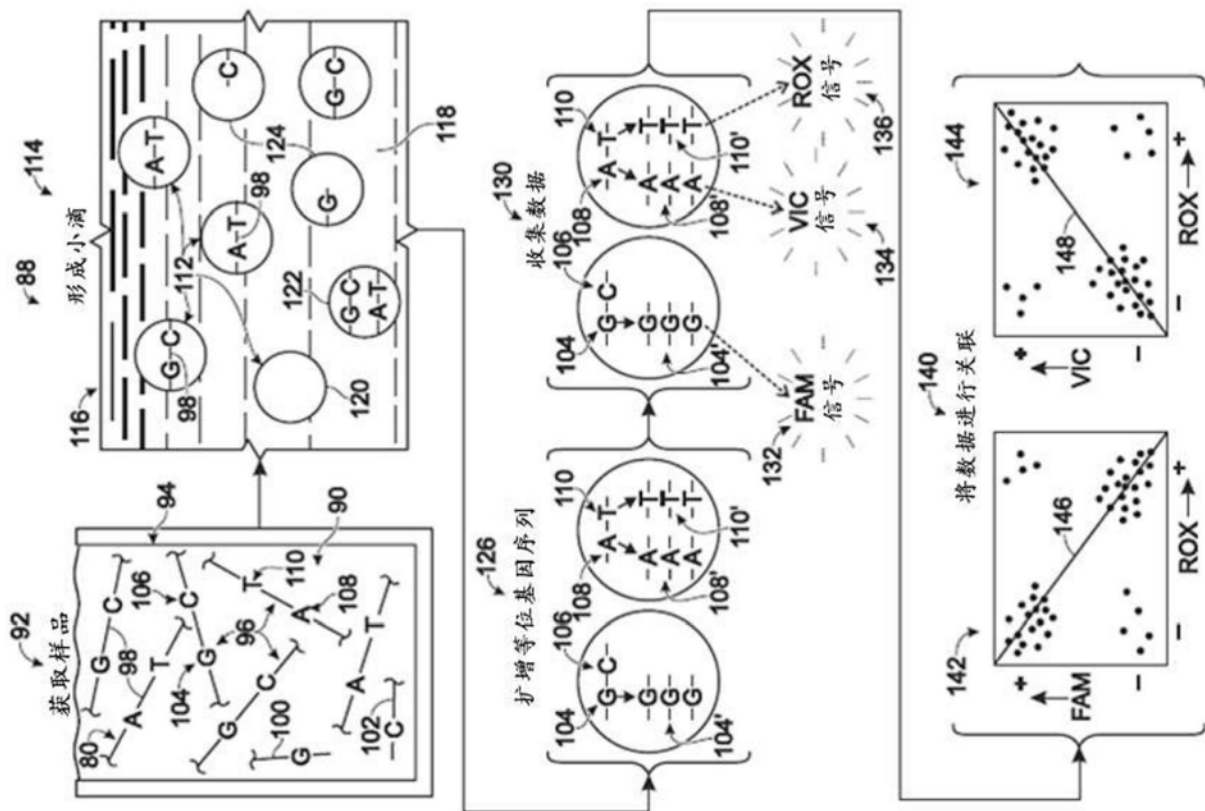 88
114
92
获取样品
94
80
A
T
98
G
C
106
104
G
C
96
T
110
90
A
108
G
C
100
G
A
T
102
C
116
形成小滴
G-C
98
112
A-T
A-T
98
C
124
G
G-C
A-T
122
120
G-C
118
126
扩增等位基因序列
104
106
G
C
G
G
G
104'
108
110
A
T
A
A
A
T
T
T
108'
110'
130
收集数据
104
106
G
C
G
G
G
104'
108
110
A
T
A
A
A
T
T
T
108'
110'
132
FAM
信号
VIC
信号
134
ROX
信号
136
140
将数据进行关联
142
+
FAM
−
146
−
ROX
+
144
+
VIC
−
148
−
ROX
+